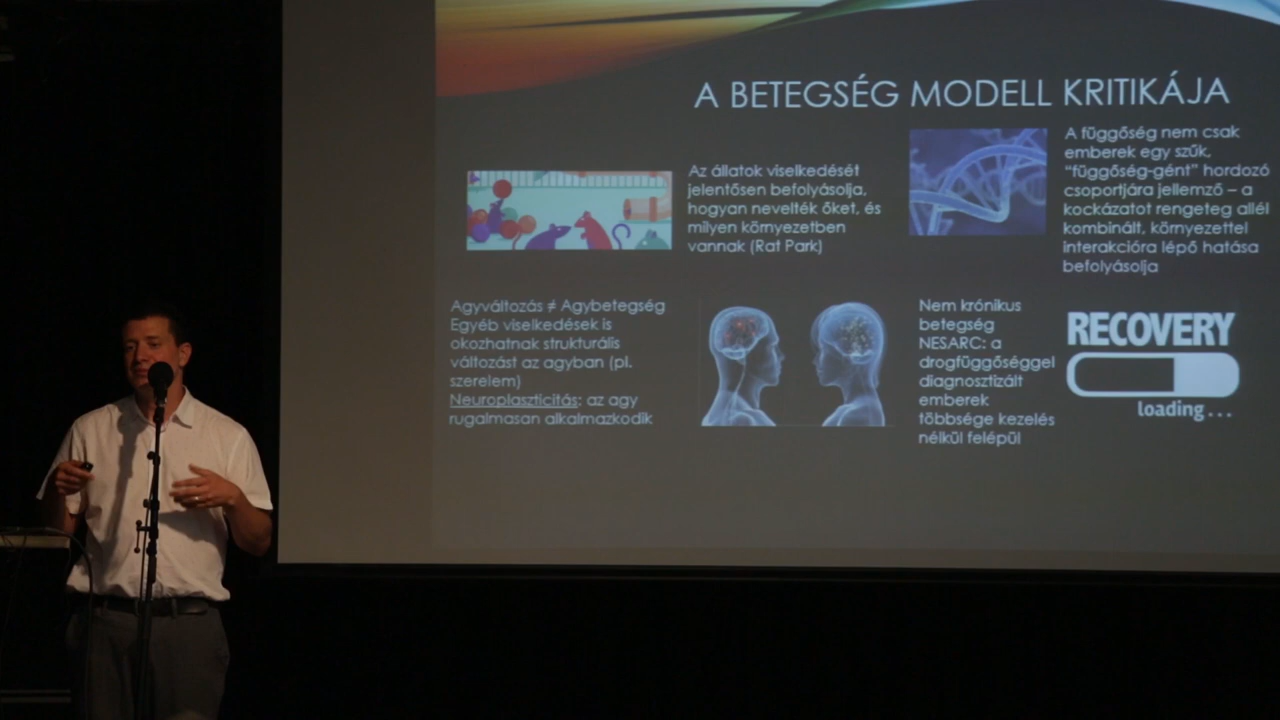 A BETEGSÉG MODELL KRITIKÁJA
Az állatok viselkedését
jelentősen befolyásolja,
hogyan nevelték őket, és
milyen környezetben
vannak (Rat Park)
A függőség nem csak
emberek egy szűk,
“függőség-gént” hordozó
csoportjára jellemző – a
kockázatot rengeteg allél
kombinált, környezettel
interakcióra lépő hatása
befolyásolja
Agyváltozás ≠ Agybetegség
Egyéb viselkedések is
okozhatnak strukturális
változást az agyban (pl.
szerelem)
Neuroplaszticitás: az agy
rugalmasan alkalmazkodik
Nem krónikus
betegség
NESARC: a
drogfüggőséggel
diagnosztizált
emberek
többsége kezelés
nélkül felépül
RECOVERY
loading...